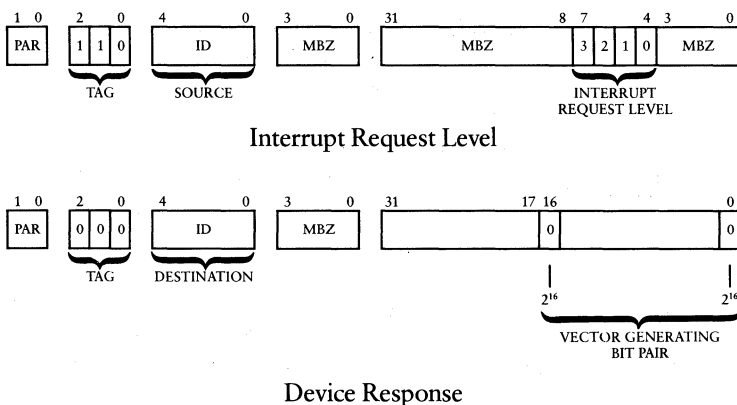 1 0 2 0 4 0 3 0 31 8 7 4 3 0
PAR 1 1 0 ID MBZ MBZ 3 2 1 0 MBZ
TAG SOURCE INTERRUPT
REQUEST LEVEL
Interrupt Request Level
1 0 2 0 4 0 3 0 31 17 16 0
PAR 0 0 0 ID MBZ 0 0
TAG DESTINATION
2¹⁶ 2¹⁶
VECTOR GENERATING
BIT PAIR
Device Response